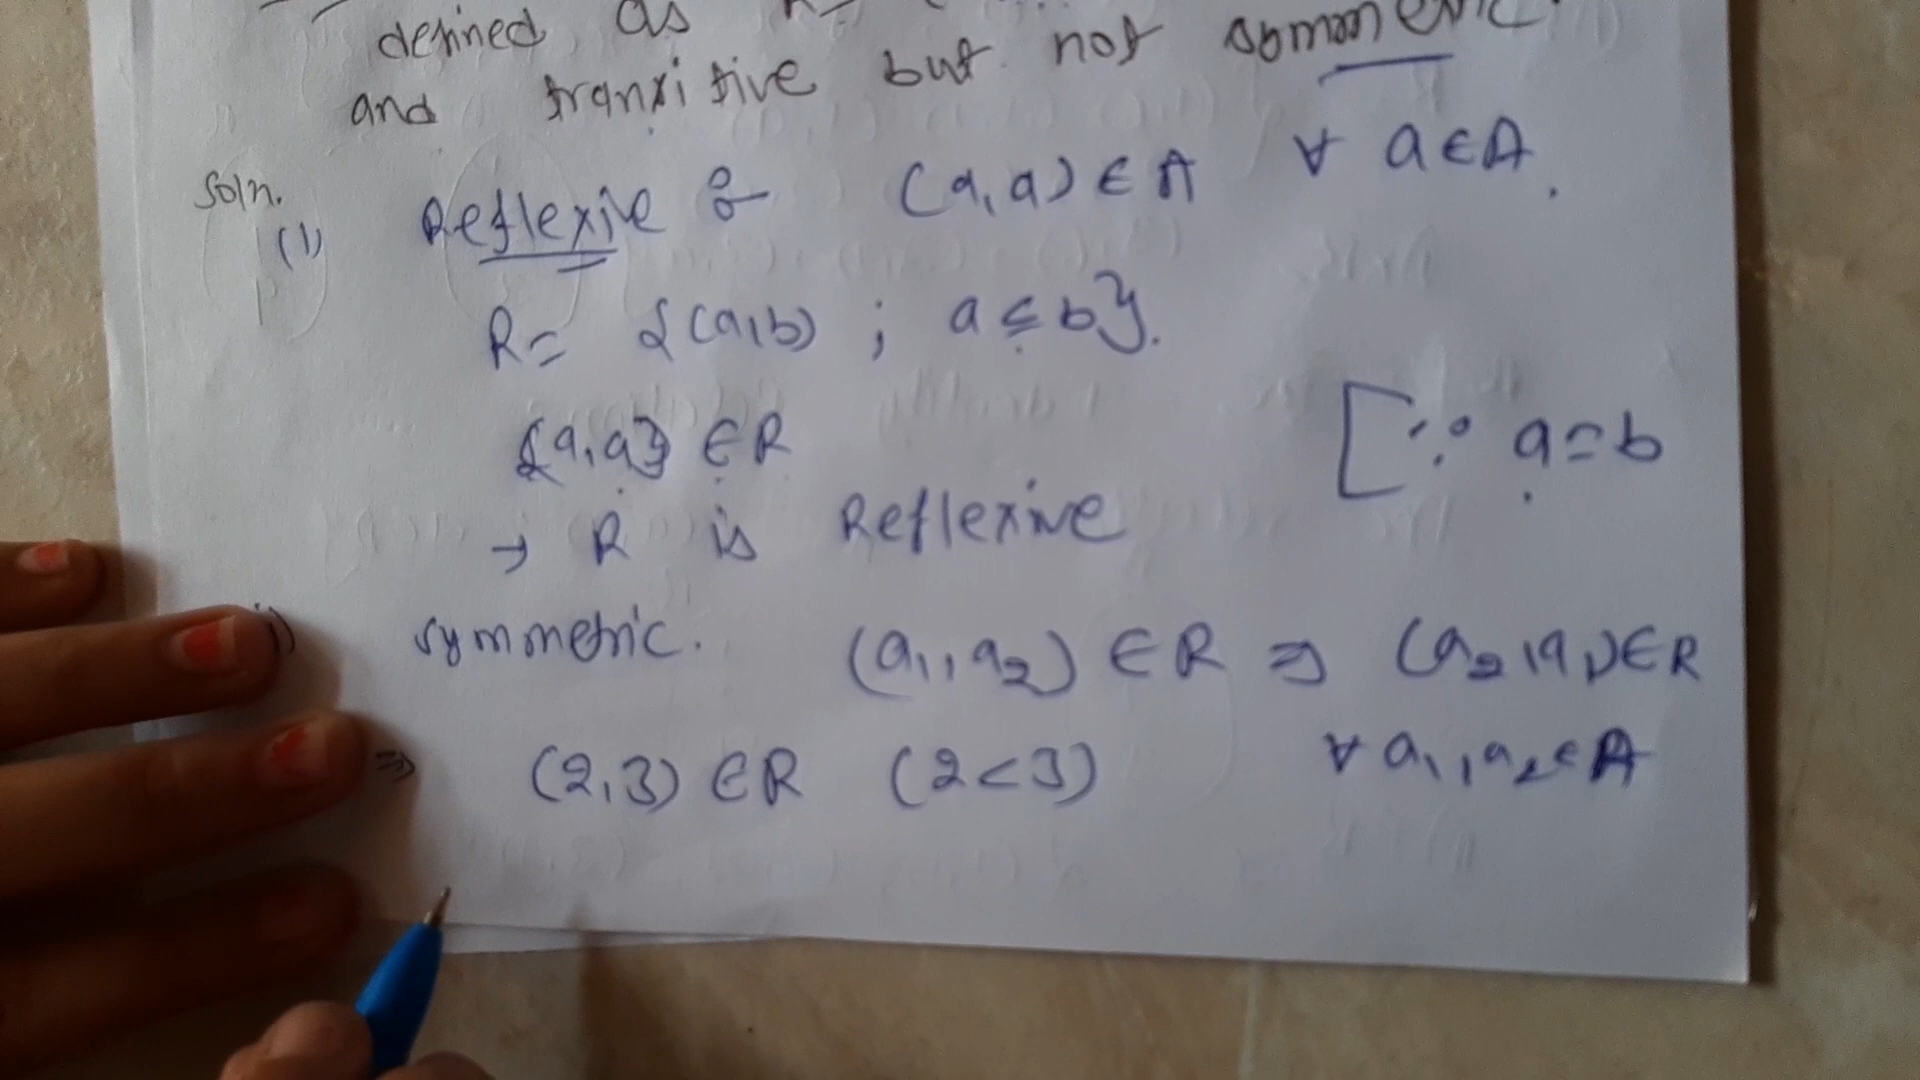 defined as R=
and tranxitive but not symmetric.
Soln.
(1) Reflexive : (a,a) ∈ A ∀ a∈A.
R= {(a,b) ; a ≤ b}.
{a,a} ∈ R [∵ a=b
→ R is Reflexive
i) symmetric. (a₁,a₂) ∈ R ⇒ (a₂,a₁)∈R
⇒ (2,3) ∈R (2<3) ∀ a₁,a₂∈A